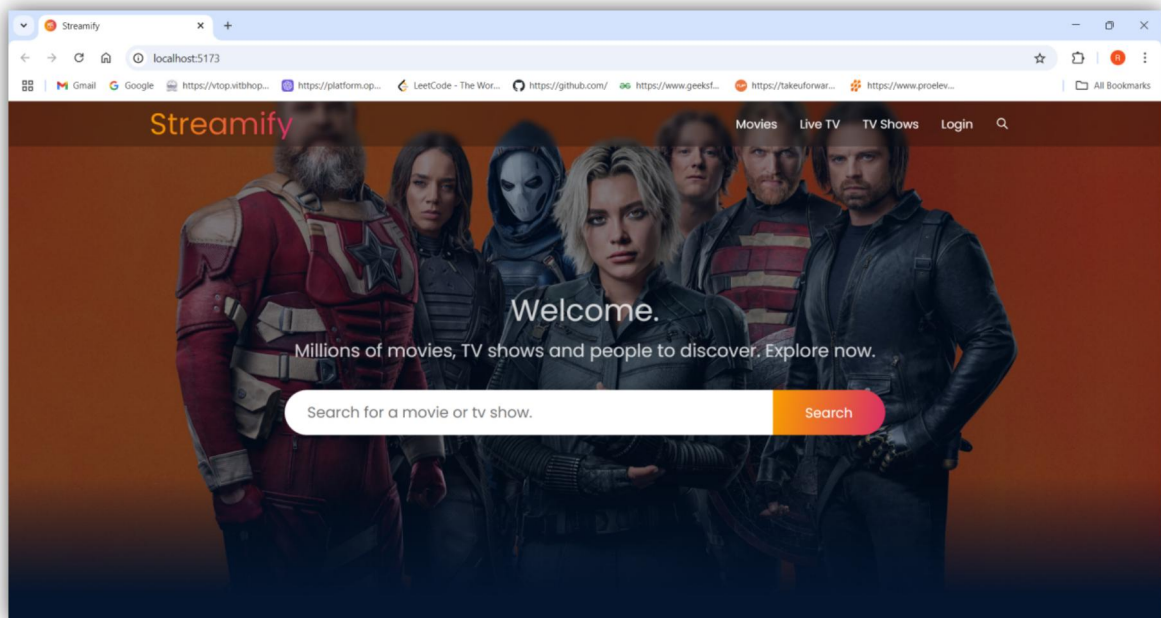 Streamify
localhost:5173
R
Gmail Google https://vtop.vitbhop... https://platform.op... LeetCode - The Wor... https://github.com/ https://www.geeksf... https://takeuforwar... https://www.proelev... All Bookmarks
Streamify Movies Live TV TV Shows Login
Welcome.
Millions of movies, TV shows and people to discover. Explore now.
Search for a movie or tv show. Search